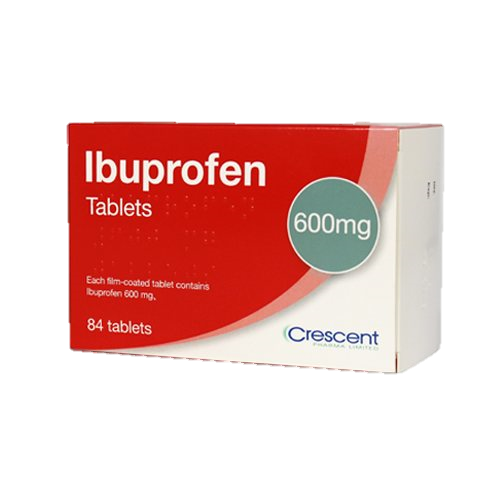 Ibuprofen
Tablets
600mg
Each film-coated tablet contains
Ibuprofen 600 mg.
84 tablets
Crescent
PHARMA LIMITED